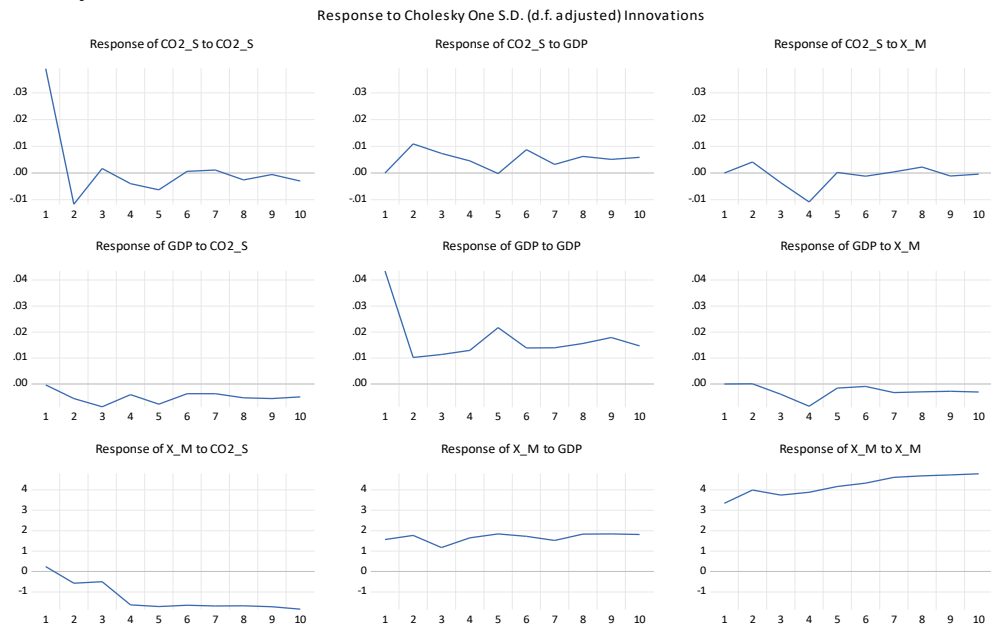 Response to Cholesky One S.D. (d.f. adjusted) Innovations
Response of CO2_S to CO2_S
.03
.02
.01
.00
-.01
1 2 3 4 5 6 7 8 9 10
Response of CO2_S to GDP
.03
.02
.01
.00
-.01
1 2 3 4 5 6 7 8 9 10
Response of CO2_S to X_M
.03
.02
.01
.00
-.01
1 2 3 4 5 6 7 8 9 10
Response of GDP to CO2_S
.04
.03
.02
.01
.00
1 2 3 4 5 6 7 8 9 10
Response of GDP to GDP
.04
.03
.02
.01
.00
1 2 3 4 5 6 7 8 9 10
Response of GDP to X_M
.04
.03
.02
.01
.00
1 2 3 4 5 6 7 8 9 10
Response of X_M to CO2_S
4
3
2
1
0
-1
1 2 3 4 5 6 7 8 9 10
Response of X_M to GDP
4
3
2
1
0
-1
1 2 3 4 5 6 7 8 9 10
Response of X_M to X_M
4
3
2
1
0
-1
1 2 3 4 5 6 7 8 9 10